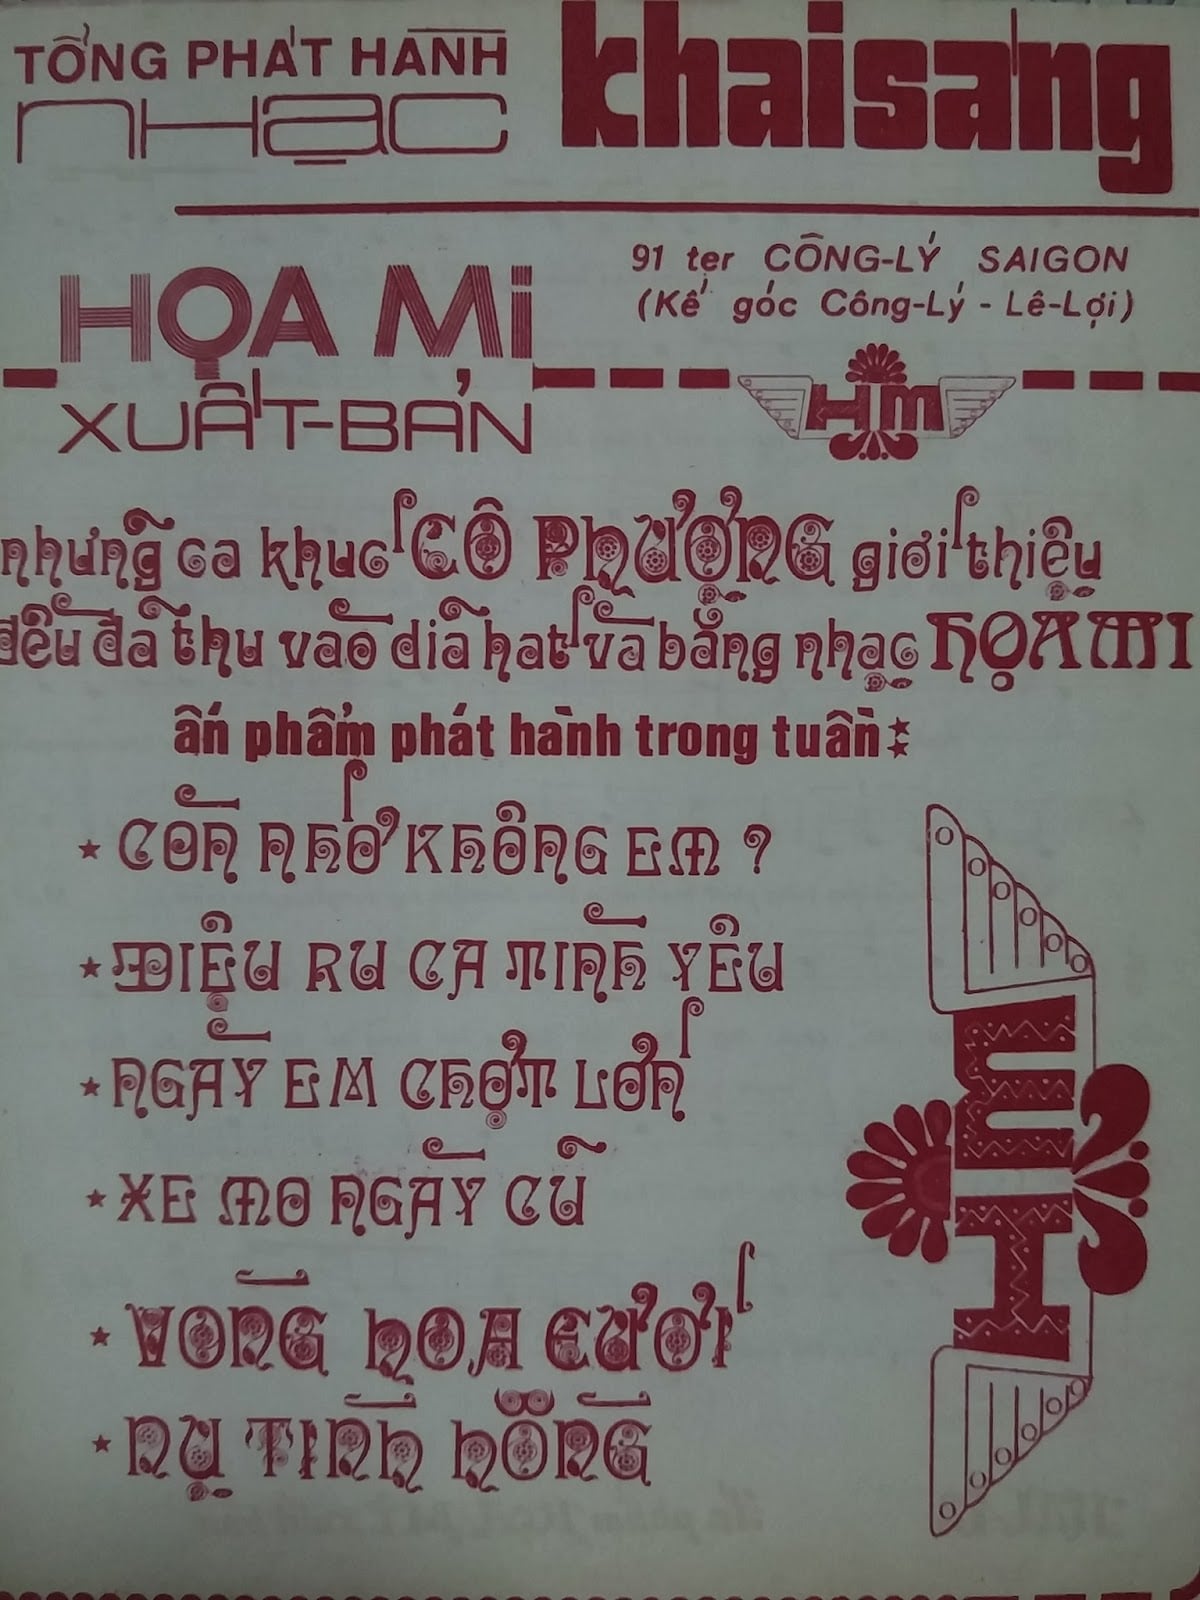 TỔNG PHÁT HÀNH
NHẠC
khaisáng
91 ter CÔNG-LÝ SAIGON
(Kế góc Công-Lý - Lê-Lợi)
HỌA MI
XUẤT-BẢN
HM
những ca khúc CÔ PHƯỢNG giới thiệu
đều đã thu vào dĩa hát và băng nhạc HỌA MI
ấn phẩm phát hành trong tuần:
★ CÒN NHỚ KHÔNG EM ?
★ ĐIỆU RU CA TÌNH YÊU
★ NGÀY EM CHỢT LỚN
★ XE MO NGÀY CŨ
★ VÒNG HOA CƯỚI
★ NỤ TÌNH HỒNG
HM